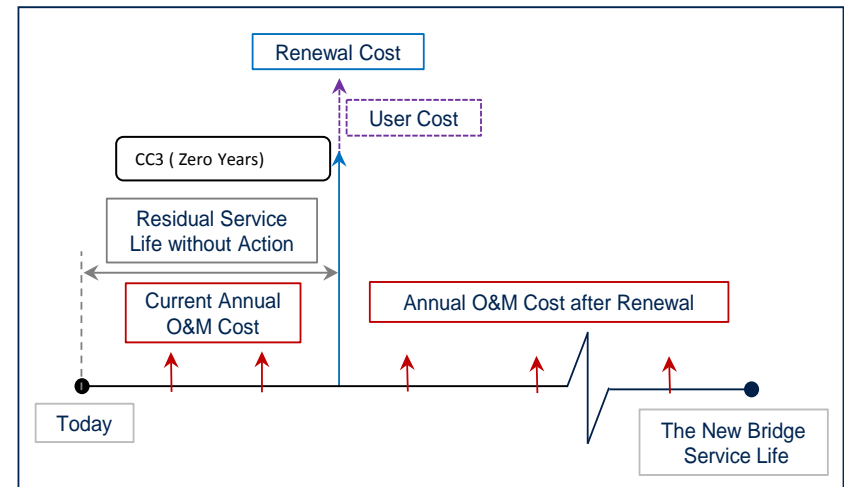 Renewal Cost
User Cost
CC3 ( Zero Years)
Residual Service
Life without Action
Current Annual
O&M Cost
Annual O&M Cost after Renewal
Today
The New Bridge
Service Life